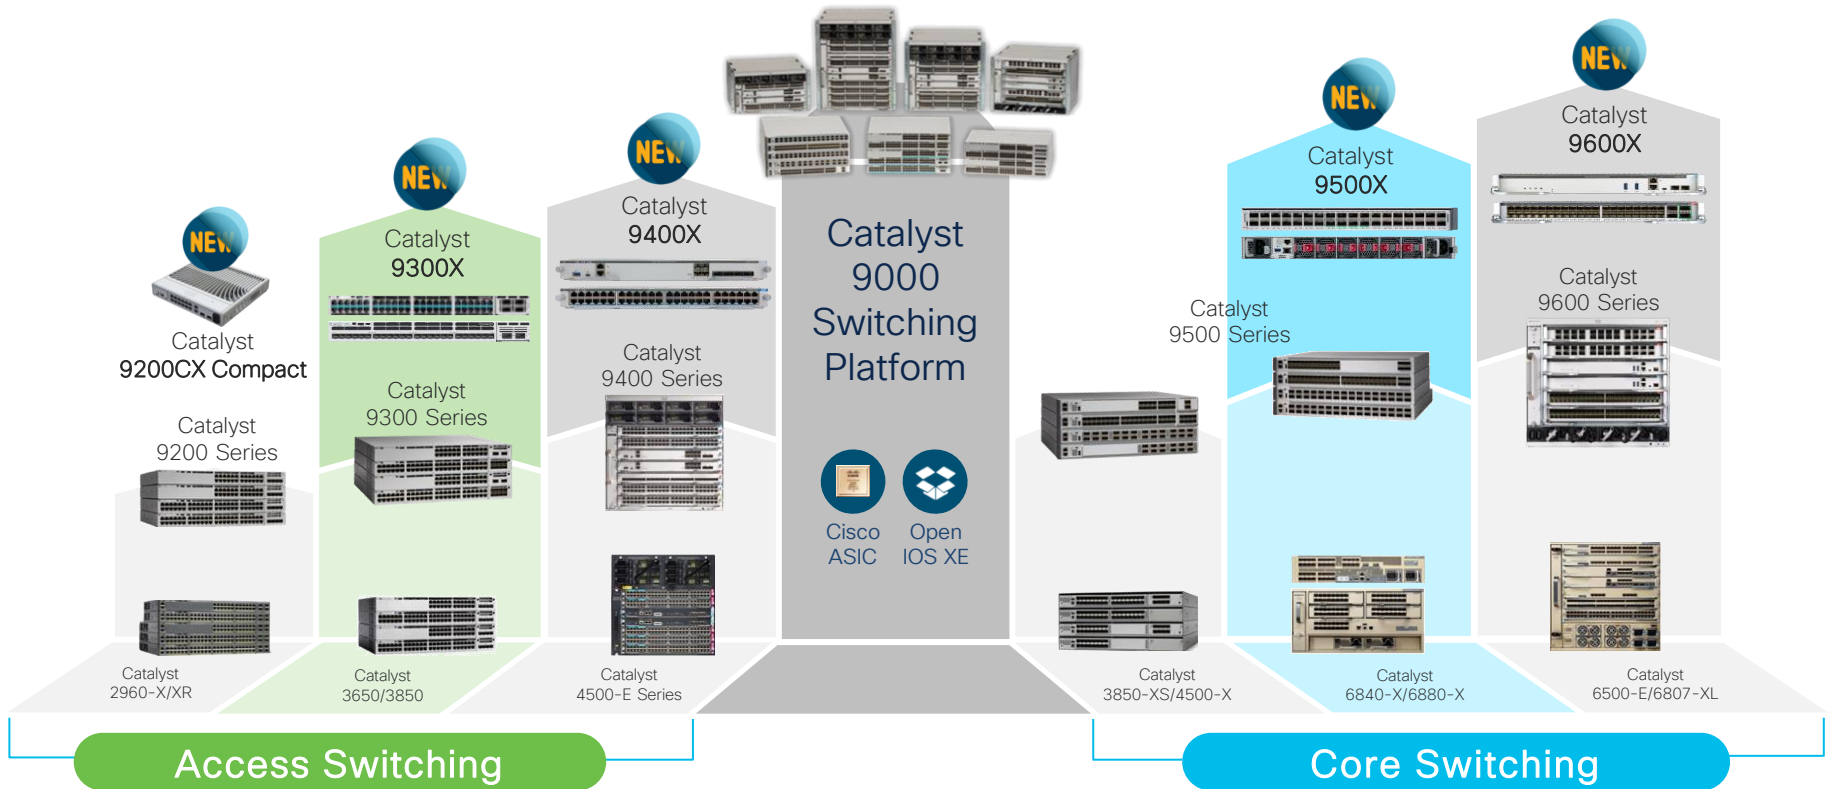 NEW
Catalyst
9200CX Compact
Catalyst
9200 Series
Catalyst
2960-X/XR
NEW
Catalyst
9300X
Catalyst
9300 Series
Catalyst
3650/3850
NEW
Catalyst
9400X
Catalyst
9400 Series
Catalyst
4500-E Series
Catalyst
9000
Switching
Platform
Cisco
ASIC
Open
IOS XE
Catalyst
9500 Series
Catalyst
3850-XS/4500-X
NEW
Catalyst
9500X
Catalyst
6840-X/6880-X
NEW
Catalyst
9600X
Catalyst
9600 Series
Catalyst
6500-E/6807-XL
Access Switching
Core Switching